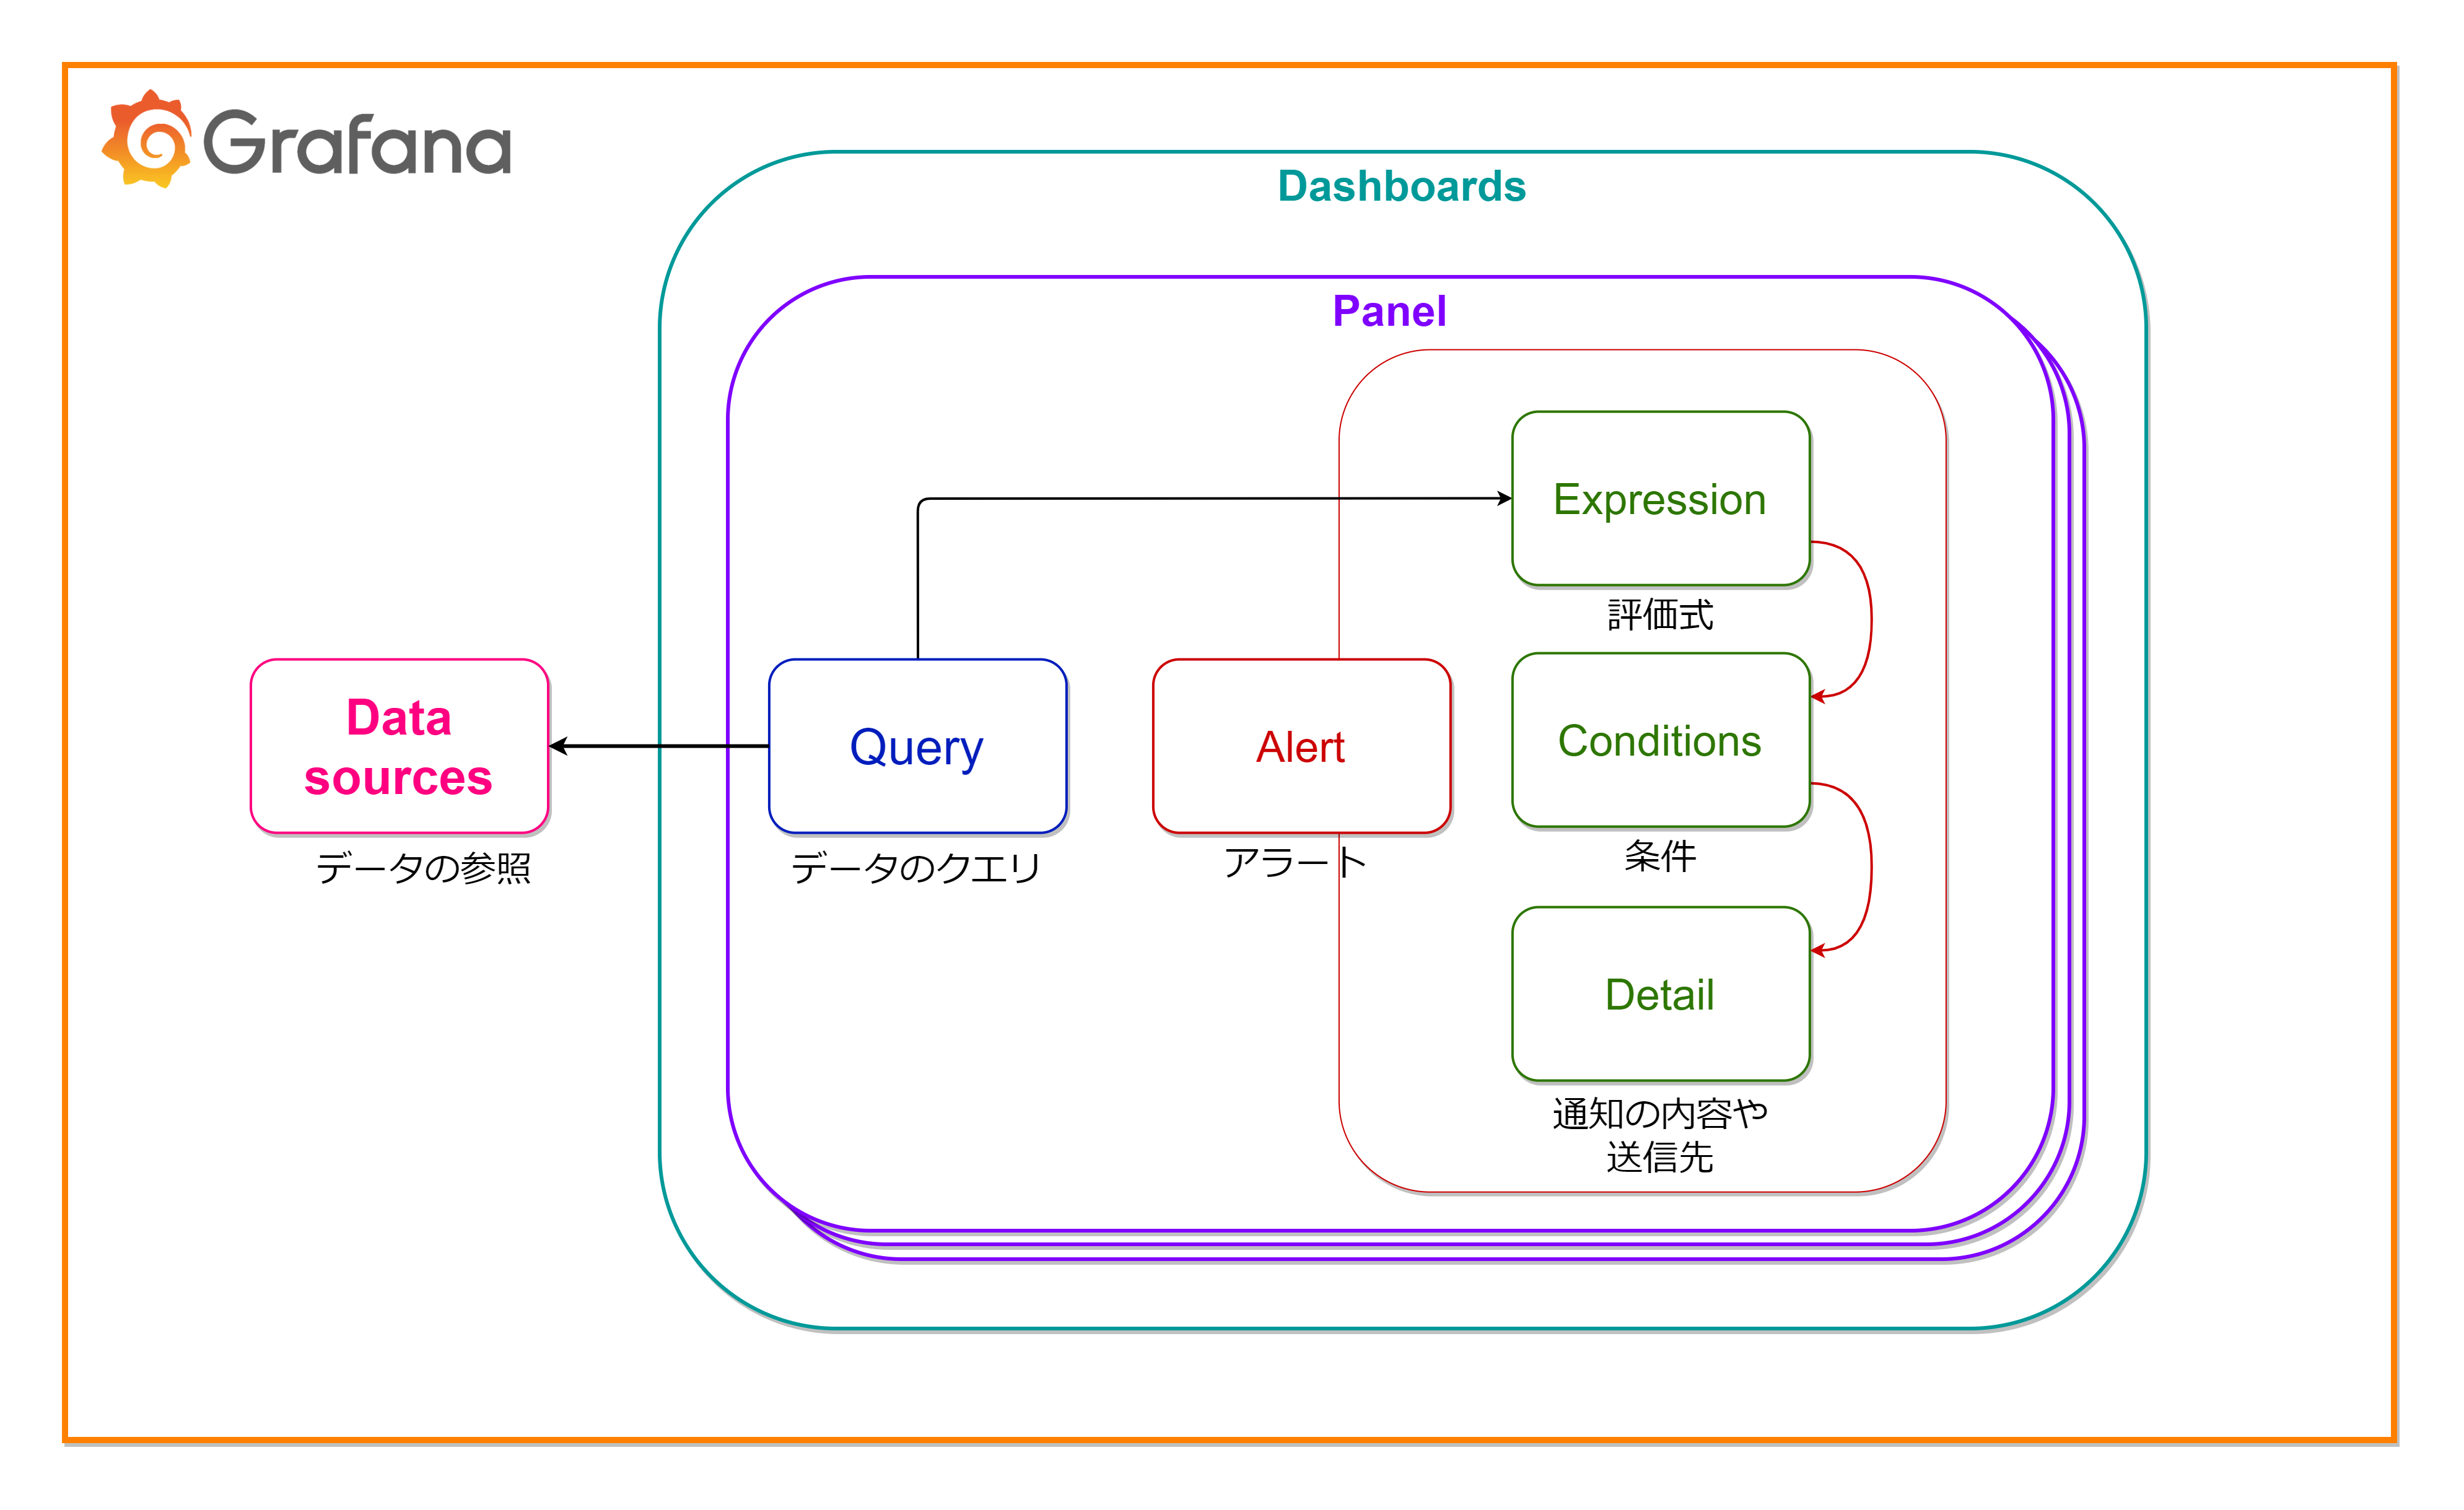 Grafana
Dashboards
Panel
Expression
評価式
Data
sources
データの参照
Query
データのクエリ
Alert
アラート
Conditions
条件
Detail
通知の内容や
送信先